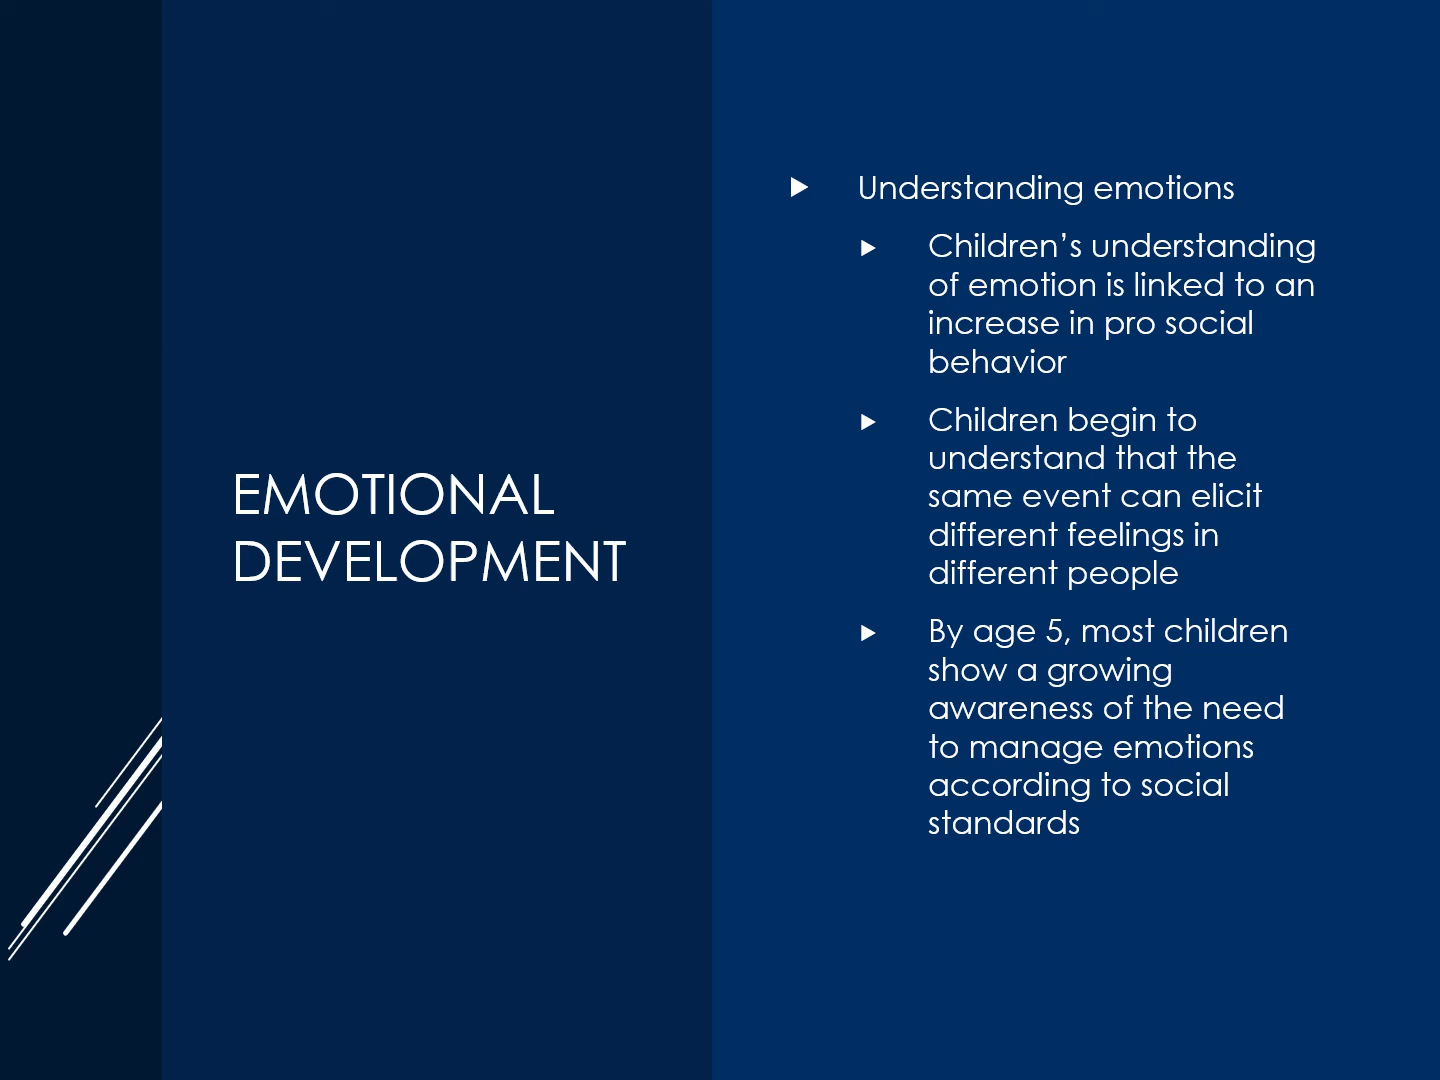 EMOTIONAL
DEVELOPMENT
Understanding emotions
Children’s understanding
of emotion is linked to an
increase in pro social
behavior
Children begin to
understand that the
same event can elicit
different feelings in
different people
By age 5, most children
show a growing
awareness of the need
to manage emotions
according to social
standards